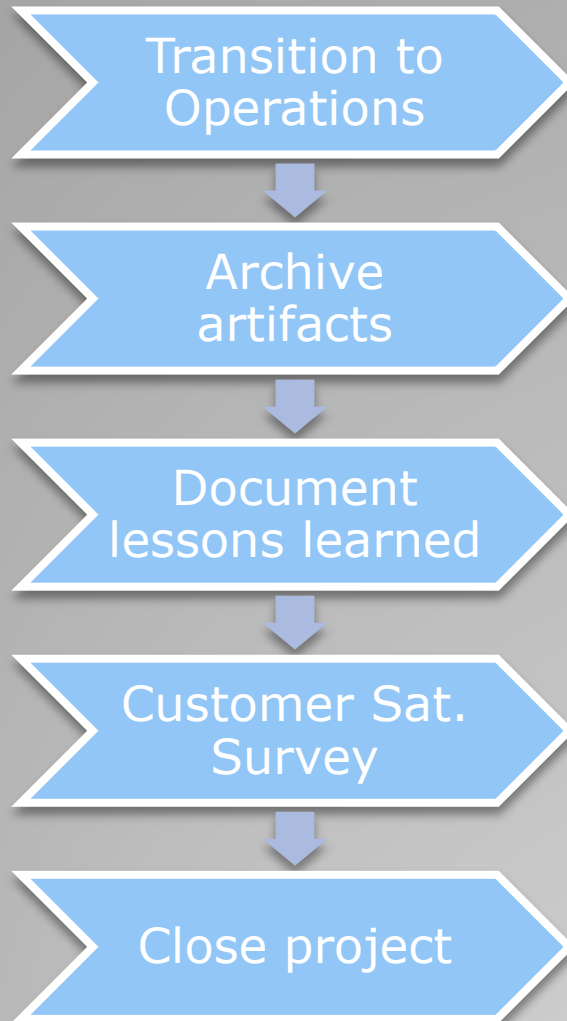 Transition to
Operations
Archive
artifacts
Document
lessons learned
Customer Sat.
Survey
Close project